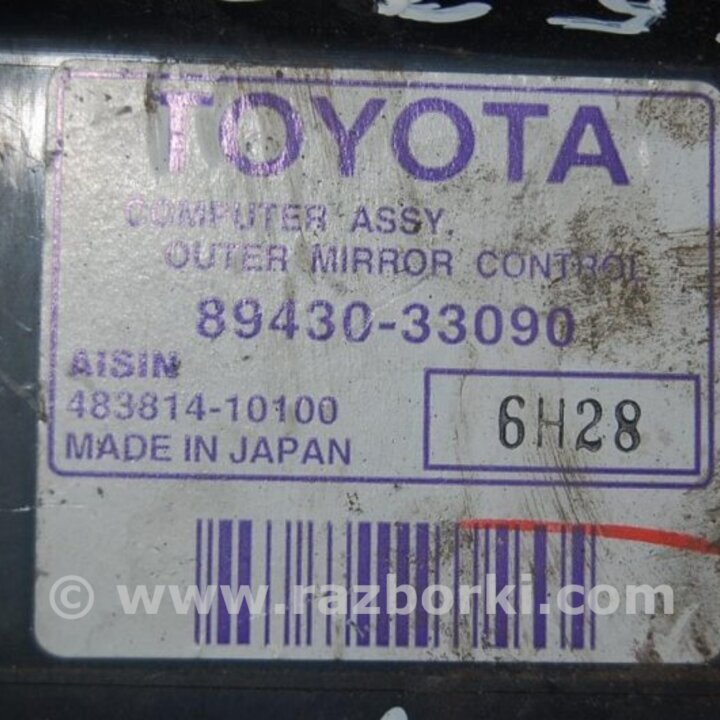 TOYOTA
COMPUTER ASSY,
OUTER MIRROR CONTROL
89430-33090
AISIN
483814-10100
MADE IN JAPAN
6H28
© www.razborki.com